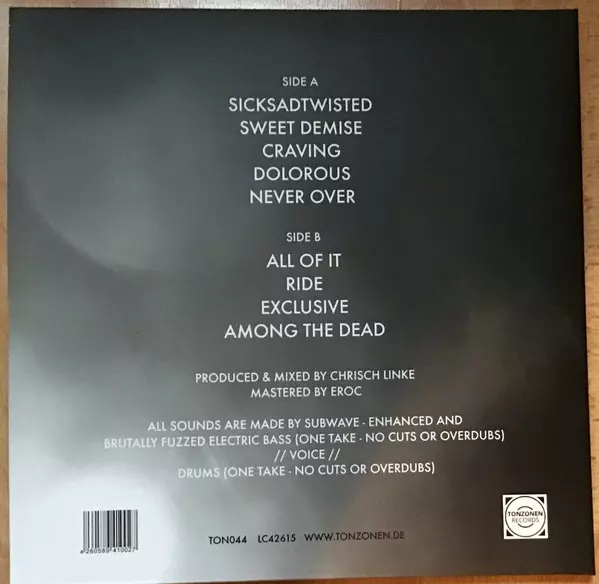 SIDE A
SICKSADTWISTED
SWEET DEMISE
CRAVING
DOLOROUS
NEVER OVER
SIDE B
ALL OF IT
RIDE
EXCLUSIVE
AMONG THE DEAD
PRODUCED & MIXED BY CHRISCH LINKE
MASTERED BY EROC
ALL SOUNDS ARE MADE BY SUBWAVE - ENHANCED AND
BRUTALLY FUZZED ELECTRIC BASS (ONE TAKE - NO CUTS OR OVERDUBS)
// VOICE //
DRUMS (ONE TAKE - NO CUTS OR OVERDUBS)
4 260589 410027
TON044 LC42615 WWW.TONZONEN.DE
TONZONEN
RECORDS